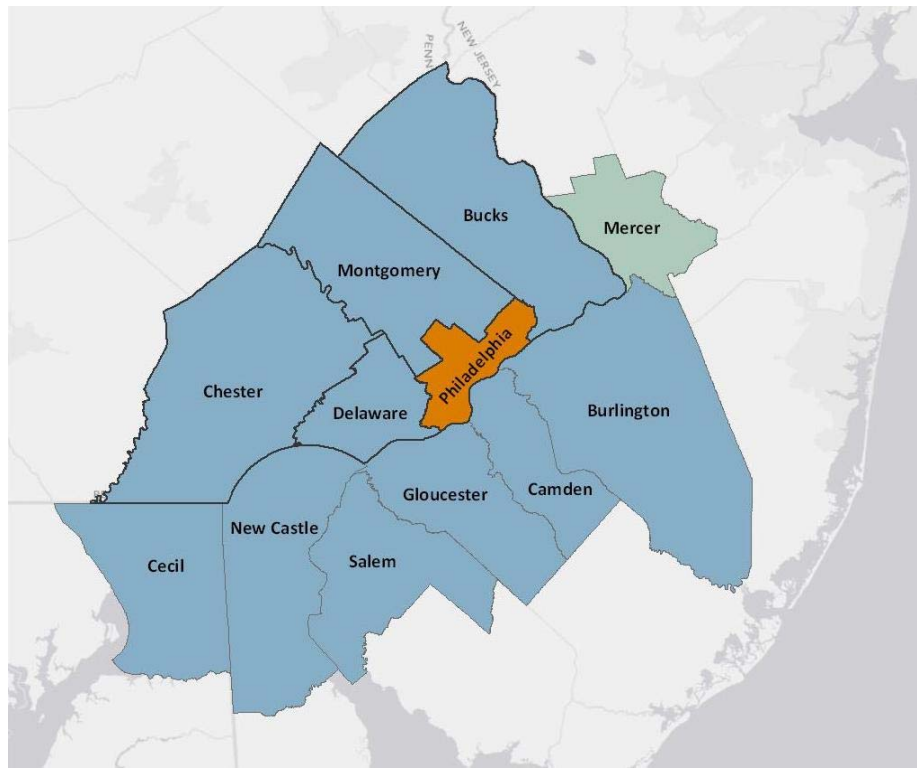 PENN
NEW JERSEY
Bucks
Mercer
Montgomery
Philadelphia
Chester
Delaware
Burlington
Gloucester
Camden
New Castle
Cecil
Salem